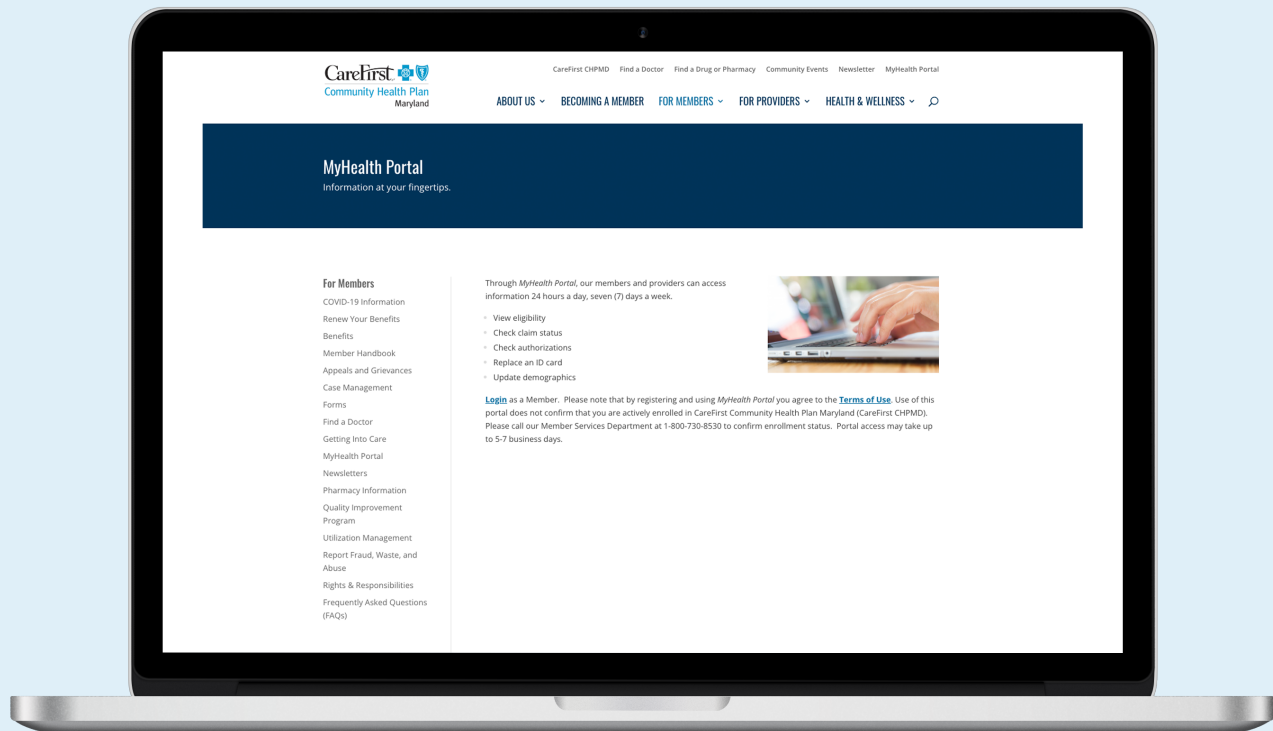 CareFirst
Community Health Plan
Maryland
CareFirst CHPMD Find a Doctor Find a Drug or Pharmacy Community Events Newsletter MyHealth Portal
ABOUT US BECOMING A MEMBER FOR MEMBERS FOR PROVIDERS HEALTH & WELLNESS
MyHealth Portal
Information at your fingertips.
For Members
COVID-19 Information
Renew Your Benefits
Benefits
Member Handbook
Appeals and Grievances
Case Management
Forms
Find a Doctor
Getting Into Care
MyHealth Portal
Newsletters
Pharmacy Information
Quality Improvement
Program
Utilization Management
Report Fraud, Waste, and
Abuse
Rights & Responsibilities
Frequently Asked Questions
(FAQs)
Through MyHealth Portal, our members and providers can access
information 24 hours a day, seven (7) days a week.
View eligibility
Check claim status
Check authorizations
Replace an ID card
Update demographics
Login as a Member. Please note that by registering and using MyHealth Portal you agree to the Terms of Use. Use of this
portal does not confirm that you are actively enrolled in CareFirst Community Health Plan Maryland (CareFirst CHPMD).
Please call our Member Services Department at 1-800-730-8530 to confirm enrollment status. Portal access may take up
to 5-7 business days.